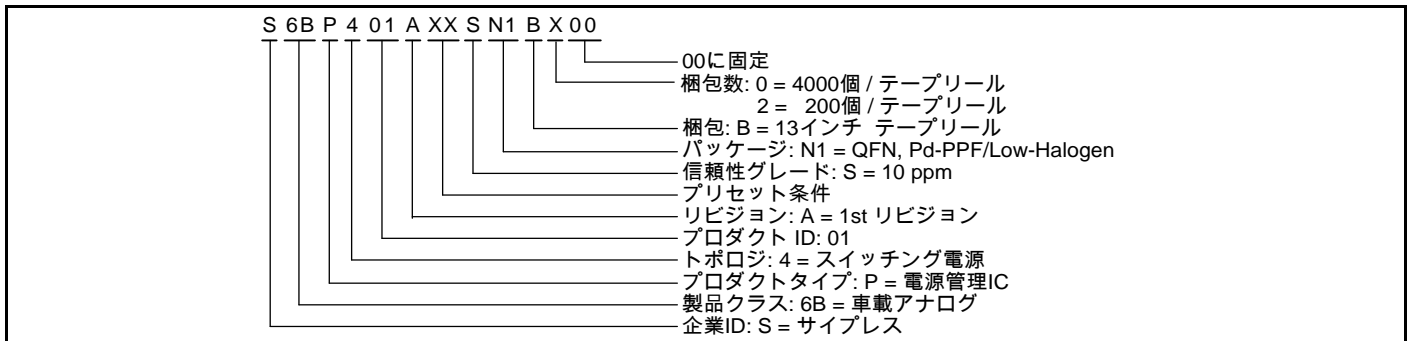 S 6B P 4 01 A XX S N1 B X 00
00に固定
梱包数: 0 = 4000個 / テープリール
2 = 200個 / テープリール
梱包: B = 13インチ テープリール
パッケージ: N1 = QFN, Pd-PPF/Low-Halogen
信頼性グレード: S = 10 ppm
プリセット条件
リビジョン: A = 1st リビジョン
プロダクト ID: 01
トポロジ: 4 = スイッチング電源
プロダクトタイプ: P = 電源管理IC
製品クラス: 6B = 車載アナログ
企業ID: S = サイプレス